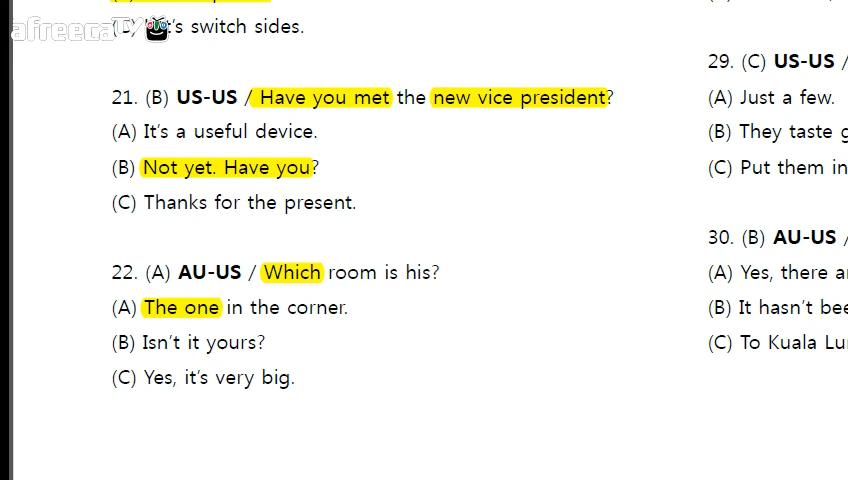 afreecaTV
(C) Let's switch sides.
21. (B) US-US / Have you met the new vice president?
(A) It's a useful device.
(B) Not yet. Have you?
(C) Thanks for the present.
22. (A) AU-US / Which room is his?
(A) The one in the corner.
(B) Isn't it yours?
(C) Yes, it's very big.
29. (C) US-US /
(A) Just a few.
(B) They taste
(C) Put them in
30. (B) AU-US /
(A) Yes, there
(B) It hasn't
(C) To Kuala